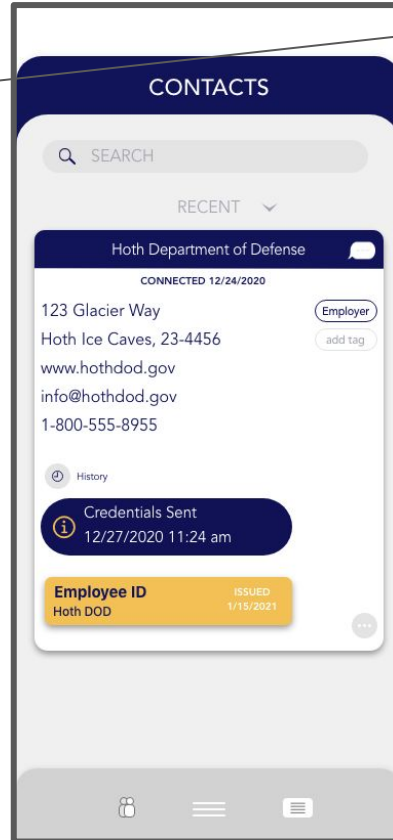 CONTACTS
SEARCH
RECENT
Hoth Department of Defense
CONNECTED 12/24/2020
123 Glacier Way
Employer
Hoth Ice Caves, 23-4456
add tag
www.hothdod.gov
info@hothdod.gov
1-800-555-8955
History
Credentials Sent
12/27/2020 11:24 am
Employee ID
ISSUED
Hoth DOD
1/15/2021